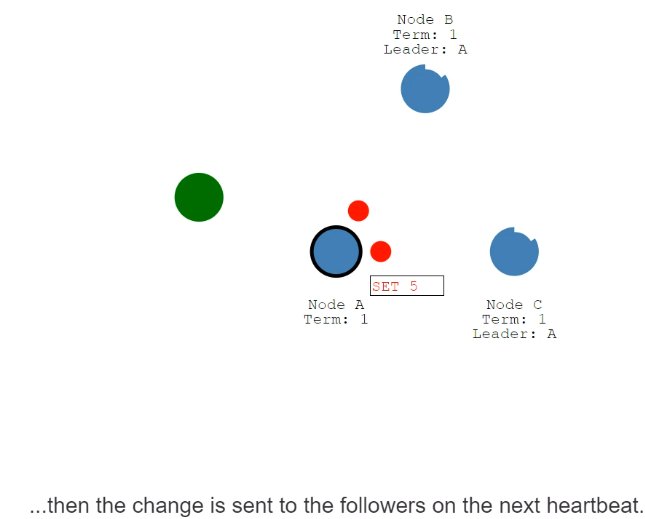 Node B
Term: 1
Leader: A
SET 5
Node A
Term: 1
Node C
Term: 1
Leader: A
...then the change is sent to the followers on the next heartbeat.